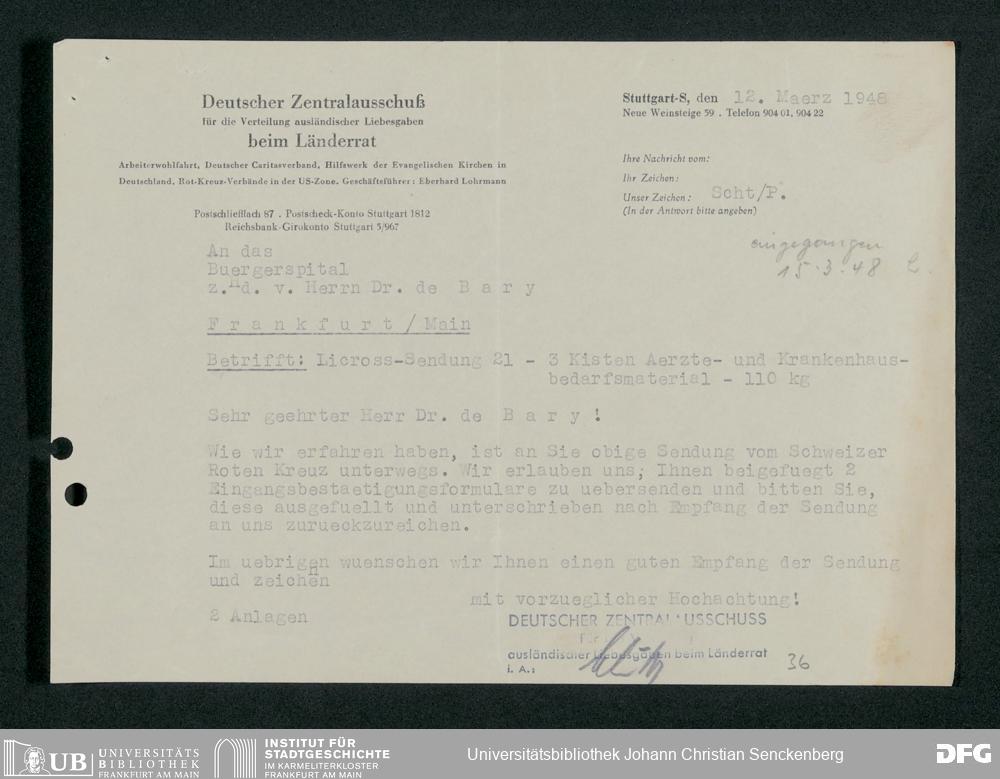 Deutscher Zentralausschuß
für die Verteilung ausländischer Liebesgaben
beim Länderrat
Arbeiterwohlfahrt, Deutscher Caritasverband, Hilfswerk der Evangelischen Kirchen in
Deutschland, Rot-Kreuz-Verbände in der US-Zone. Geschäftsführer: Eberhard Lohrmann
Postschließfach 87 . Postscheck-Konto Stuttgart 1812
Reichsbank-Girokonto Stuttgart 5/967
Stuttgart-S, den 12. Maerz 1948
Neue Weinsteige 59 . Telefon 904 01, 904 22
Ihre Nachricht vom:
Ihr Zeichen:
Unser Zeichen: Scht/P.
(In der Antwort bitte angeben)
eingegangen
15.3.48
An das
Buergerspital
z.Hd. v. Herrn Dr. de B a r y
F r a n k f u r t / Main
Betrifft: Licross-Sendung 21 - 3 Kisten Aerzte- und Krankenhaus-
bedarfsmaterial - 110 kg
Sehr geehrter Herr Dr. de B a r y !
Wie wir erfahren haben, ist an Sie obige Sendung vom Schweizer
Roten Kreuz unterwegs. Wir erlauben uns, Ihnen beigefuegt 2
Eingangsbestaetigungsformulare zu uebersenden und bitten Sie,
diese ausgefuellt und unterschrieben nach Empfang der Sendung
an uns zurueckzureichen.
Im uebrigen wuenschen wir Ihnen einen guten Empfang der Sendung
und zeichnen
mit vorzueglicher Hochachtung!
2 Anlagen
DEUTSCHER ZENTRALAUSSCHUSS
für
ausländischer Liebesgaben beim Länderrat
i. A.:
36
UB UNIVERSITÄTS
BIBLIOTHEK
FRANKFURT AM MAIN
INSTITUT FÜR
STADTGESCHICHTE
IM KARMELITERKLOSTER
FRANKFURT AM MAIN
Universitätsbibliothek Johann Christian Senckenberg
DFG